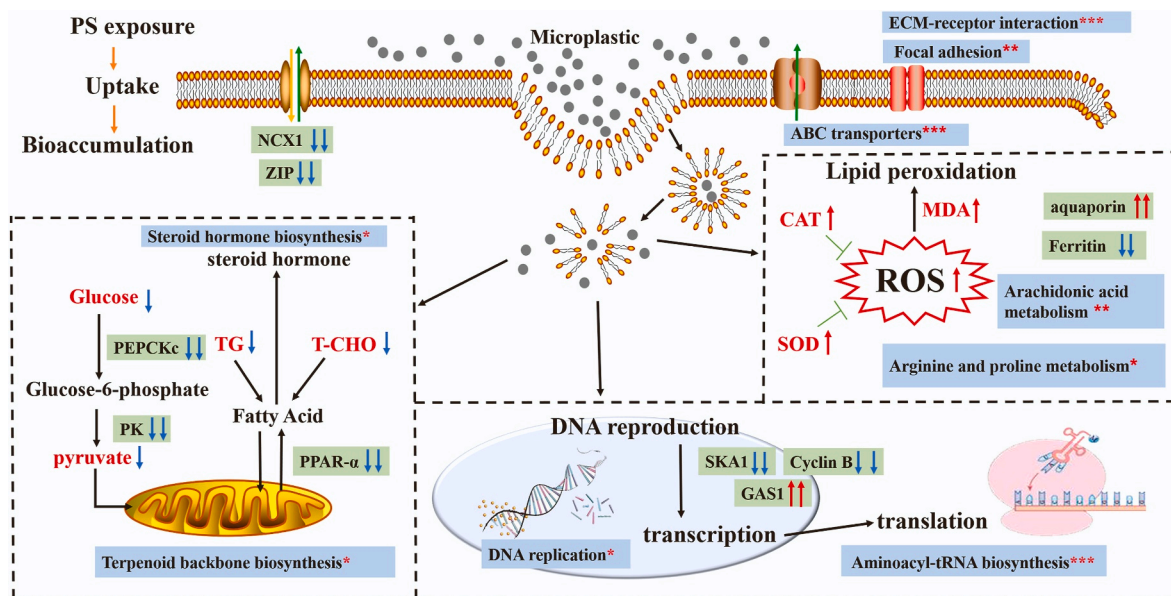 PS exposure
Uptake
Bioaccumulation
Microplastic
ECM-receptor interaction***
Focal adhesion**
NCX1
ZIP
ABC transporters***
Steroid hormone biosynthesis*
steroid hormone
Glucose
PEPCKc
TG
T-CHO
Glucose-6-phosphate
Fatty Acid
PK
pyruvate
PPAR-α
Terpenoid backbone biosynthesis*
Lipid peroxidation
CAT
MDA
aquaporin
Ferritin
ROS
Arachidonic acid
metabolism **
SOD
Arginine and proline metabolism*
DNA reproduction
SKA1
Cyclin B
GAS1
transcription
translation
DNA replication*
Aminoacyl-tRNA biosynthesis***